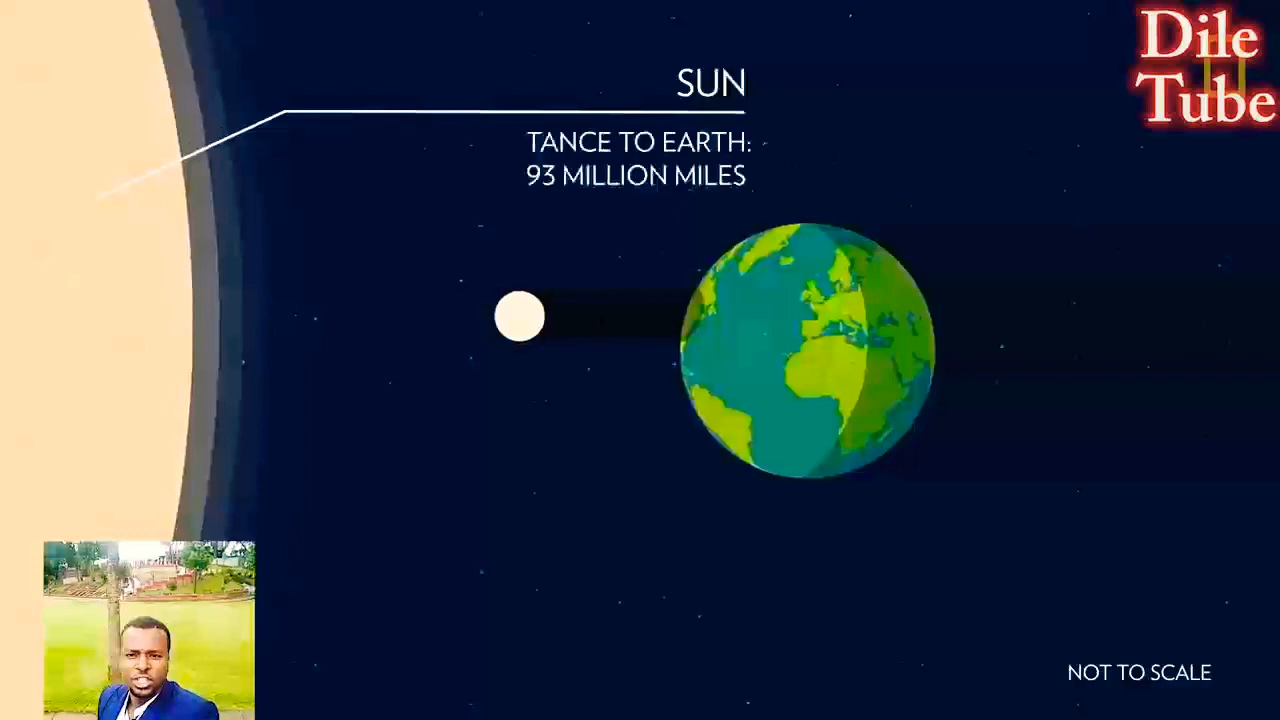 SUN
TANCE TO EARTH:
93 MILLION MILES
Dile
Tube
NOT TO SCALE